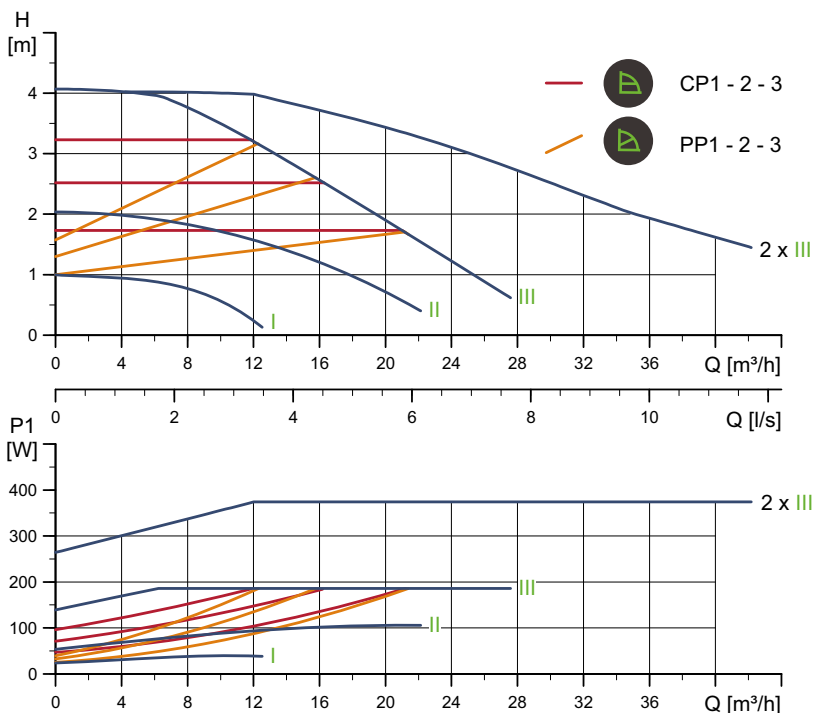 H
[m]
4
3
2
1
0
CP1 - 2 - 3
PP1 - 2 - 3
2 x III
III
II
I
0 4 8 12 16 20 24 28 32 36 Q [m³/h]
0 2 4 6 8 10 Q [l/s]
P1
[W]
400
300
200
100
0
2 x III
III
II
I
0 4 8 12 16 20 24 28 32 36 Q [m³/h]